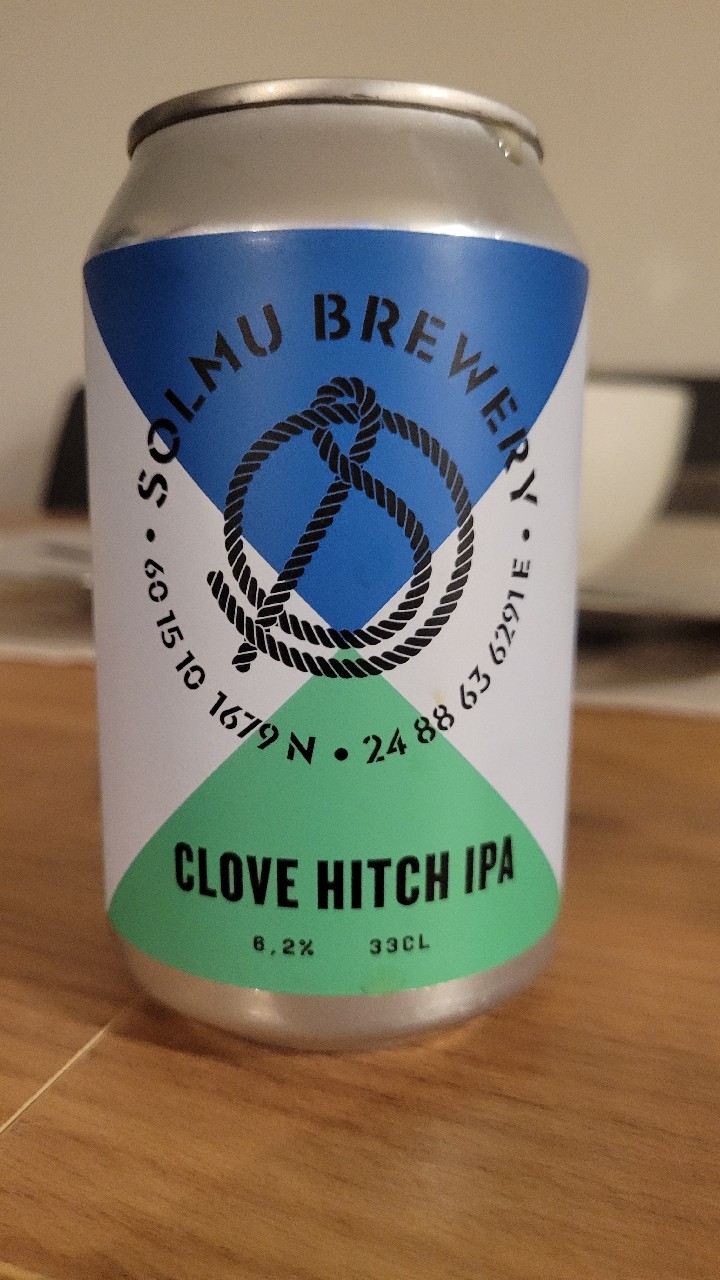 SOLMU BREWERY
• 60 15 10 1679 N • 24 88 63 6291 E •
CLOVE HITCH IPA
6,2% 33CL